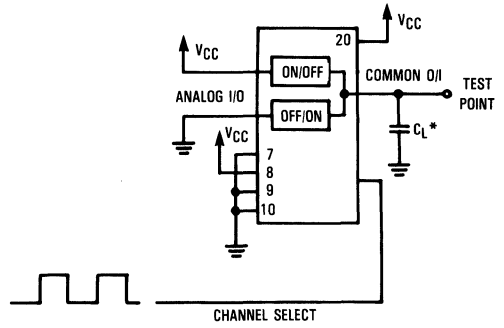 20
VCC
VCC
ON/OFF
COMMON O/I
TEST
POINT
ANALOG I/O
OFF/ON
CL*
VCC
7
8
9
10
CHANNEL SELECT